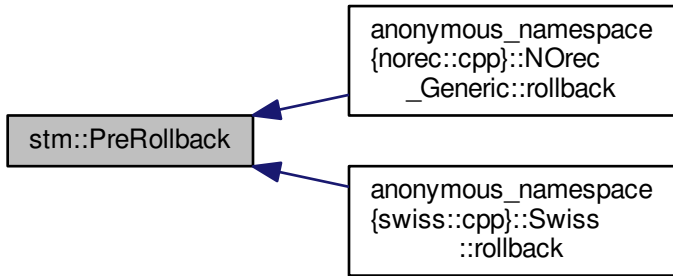 stm::PreRollback
anonymous_namespace
{norec::cpp}::NOrec
_Generic::rollback
anonymous_namespace
{swiss::cpp}::Swiss
::rollback